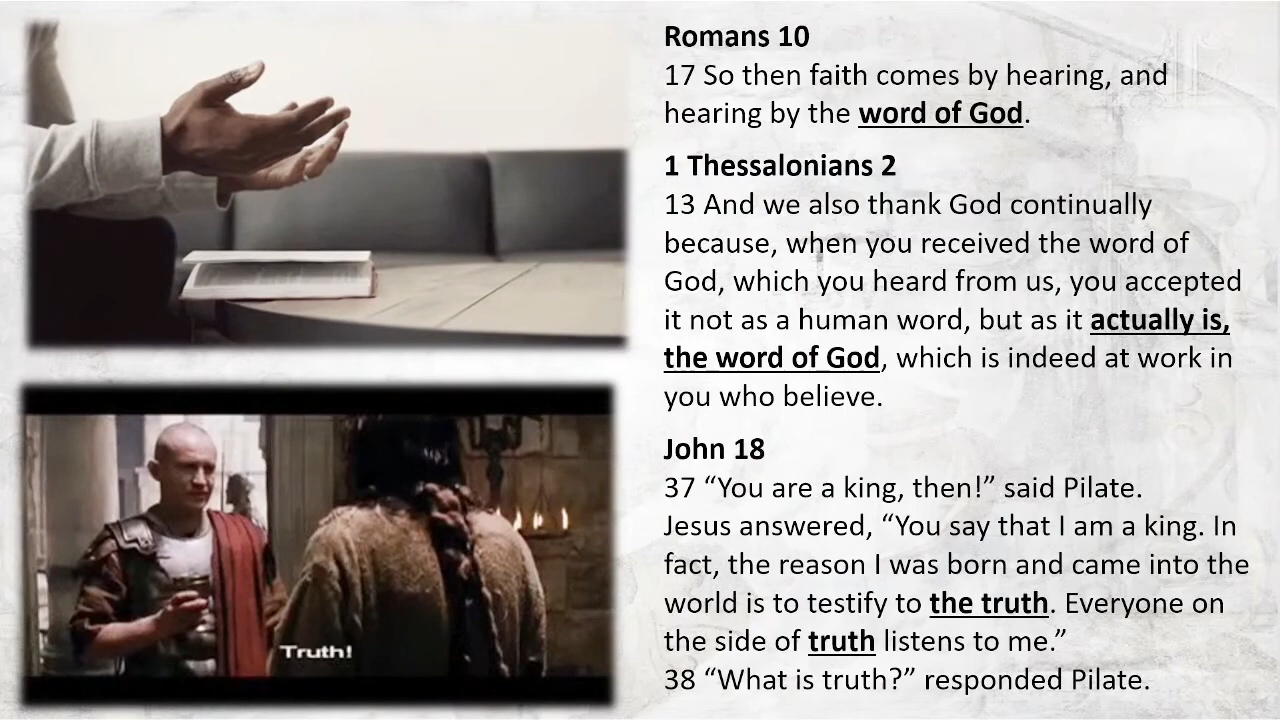 Romans 10
17 So then faith comes by hearing, and
hearing by the word of God.
1 Thessalonians 2
13 And we also thank God continually
because, when you received the word of
God, which you heard from us, you accepted
it not as a human word, but as it actually is,
the word of God, which is indeed at work in
you who believe.
John 18
37 “You are a king, then!” said Pilate.
Jesus answered, “You say that I am a king. In
fact, the reason I was born and came into the
world is to testify to the truth. Everyone on
the side of truth listens to me.”
38 “What is truth?” responded Pilate.
Truth!